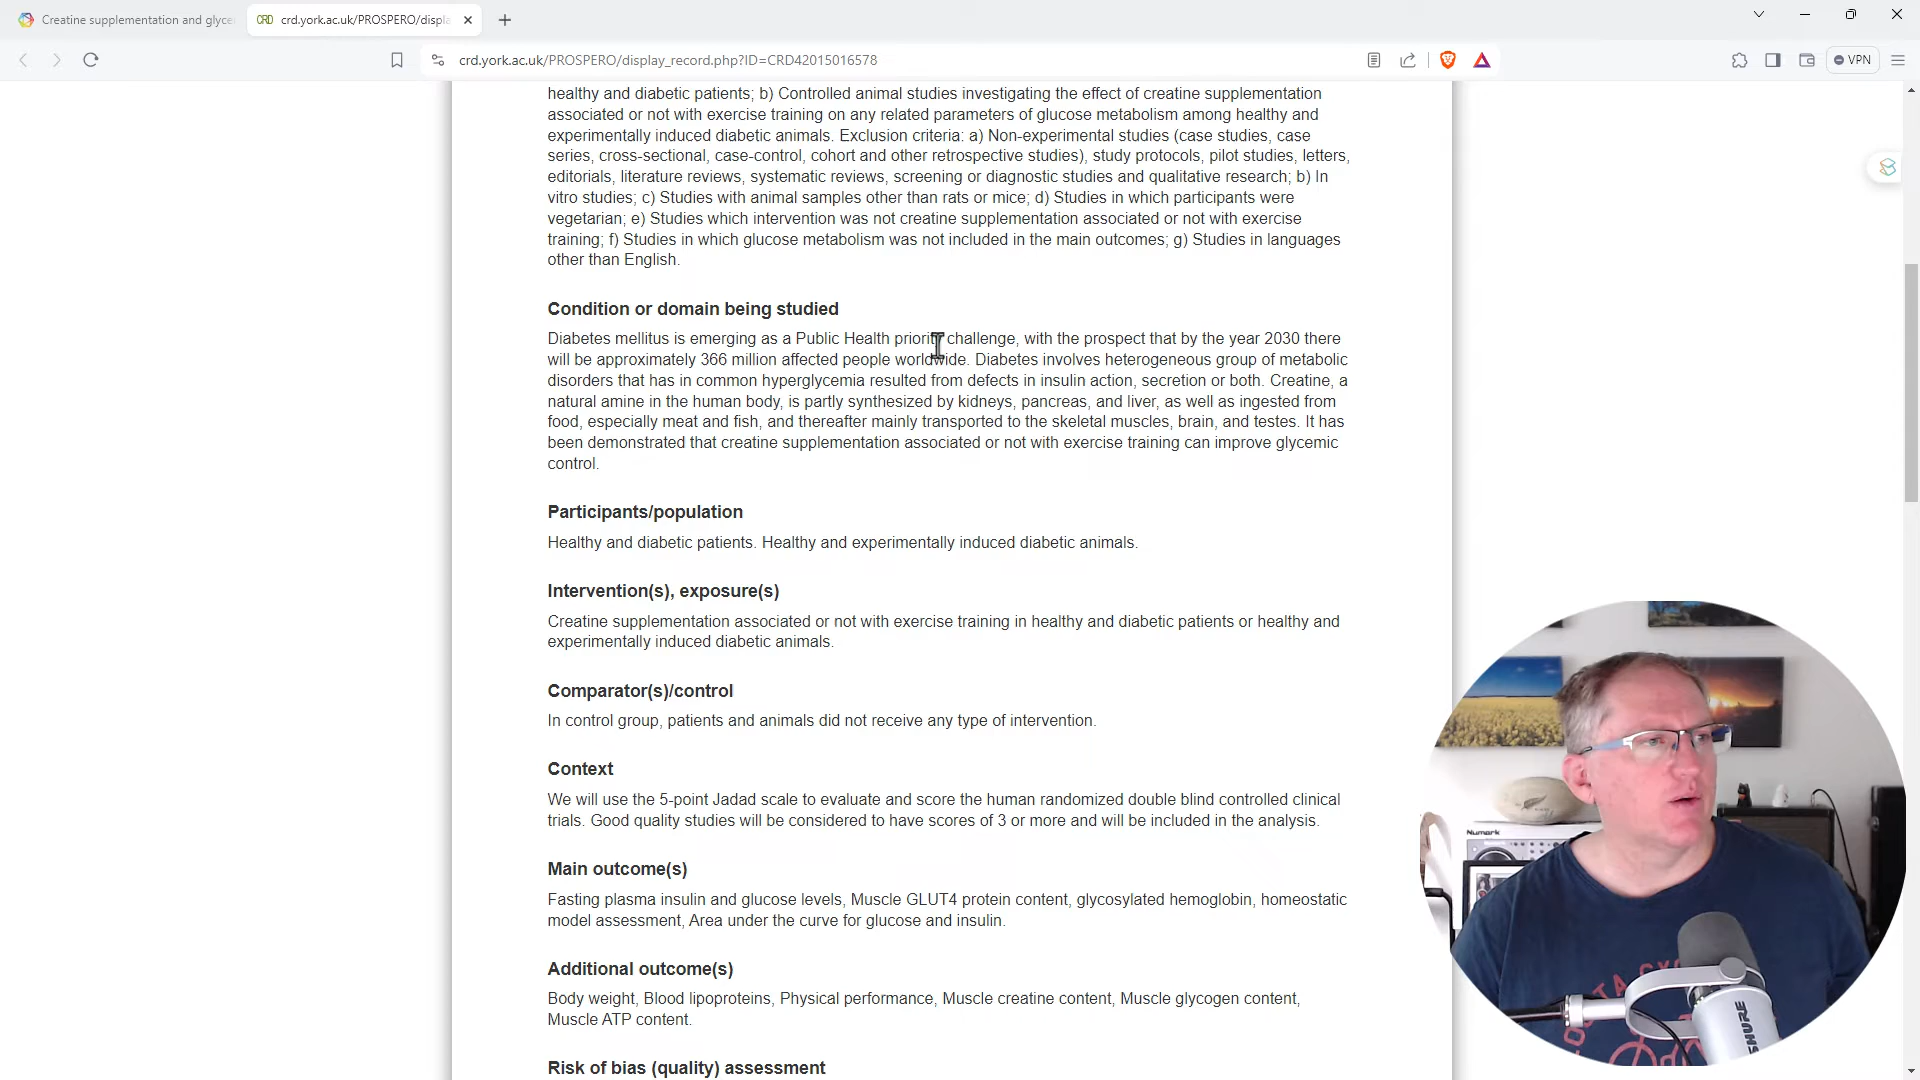 Creatine supplementation and glyce
CRD crd.york.ac.uk/PROSPERO/displa
crd.york.ac.uk/PROSPERO/display_record.php?ID=CRD42015016578
VPN
healthy and diabetic patients; b) Controlled animal studies investigating the effect of creatine supplementation
associated or not with exercise training on any related parameters of glucose metabolism among healthy and
experimentally induced diabetic animals. Exclusion criteria: a) Non-experimental studies (case studies, case
series, cross-sectional, case-control, cohort and other retrospective studies), study protocols, pilot studies, letters,
editorials, literature reviews, systematic reviews, screening or diagnostic studies and qualitative research; b) In
vitro studies; c) Studies with animal samples other than rats or mice; d) Studies in which participants were
vegetarian; e) Studies which intervention was not creatine supplementation associated or not with exercise
training; f) Studies in which glucose metabolism was not included in the main outcomes; g) Studies in languages
other than English.
Condition or domain being studied
Diabetes mellitus is emerging as a Public Health priority challenge, with the prospect that by the year 2030 there
will be approximately 366 million affected people worldwide. Diabetes involves heterogeneous group of metabolic
disorders that has in common hyperglycemia resulted from defects in insulin action, secretion or both. Creatine, a
natural amine in the human body, is partly synthesized by kidneys, pancreas, and liver, as well as ingested from
food, especially meat and fish, and thereafter mainly transported to the skeletal muscles, brain, and testes. It has
been demonstrated that creatine supplementation associated or not with exercise training can improve glycemic
control.
Participants/population
Healthy and diabetic patients. Healthy and experimentally induced diabetic animals.
Intervention(s), exposure(s)
Creatine supplementation associated or not with exercise training in healthy and diabetic patients or healthy and
experimentally induced diabetic animals.
Comparator(s)/control
In control group, patients and animals did not receive any type of intervention.
Context
We will use the 5-point Jadad scale to evaluate and score the human randomized double blind controlled clinical
trials. Good quality studies will be considered to have scores of 3 or more and will be included in the analysis.
Main outcome(s)
Fasting plasma insulin and glucose levels, Muscle GLUT4 protein content, glycosylated hemoglobin, homeostatic
model assessment, Area under the curve for glucose and insulin.
Additional outcome(s)
Body weight, Blood lipoproteins, Physical performance, Muscle creatine content, Muscle glycogen content,
Muscle ATP content.
Risk of bias (quality) assessment
Numark
SHURE